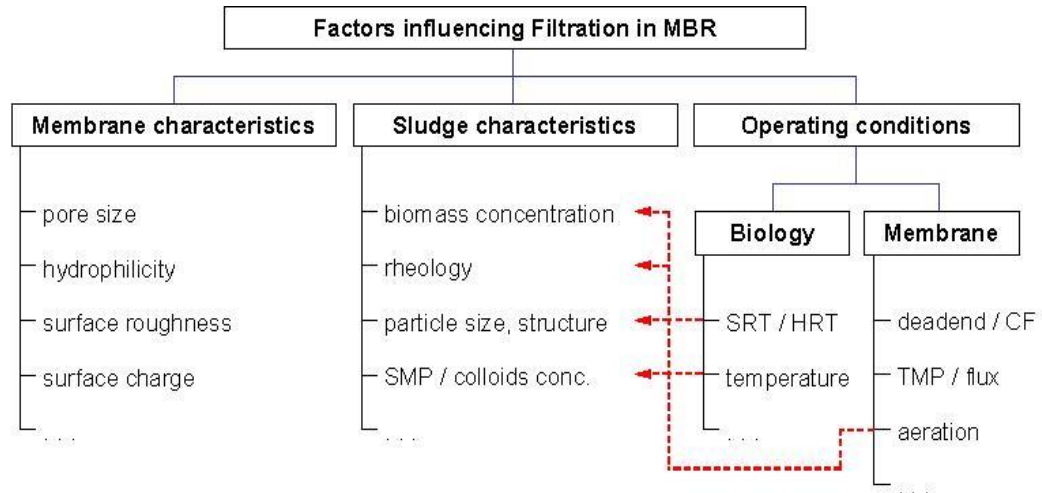 Factors influencing Filtration in MBR
Membrane characteristics
pore size
hydrophilicity
surface roughness
surface charge
. . .
Sludge characteristics
biomass concentration
rheology
particle size, structure
SMP / colloids conc.
. . .
Operating conditions
Biology
SRT / HRT
temperature
. . .
Membrane
deadend / CF
TMP / flux
aeration
. . .